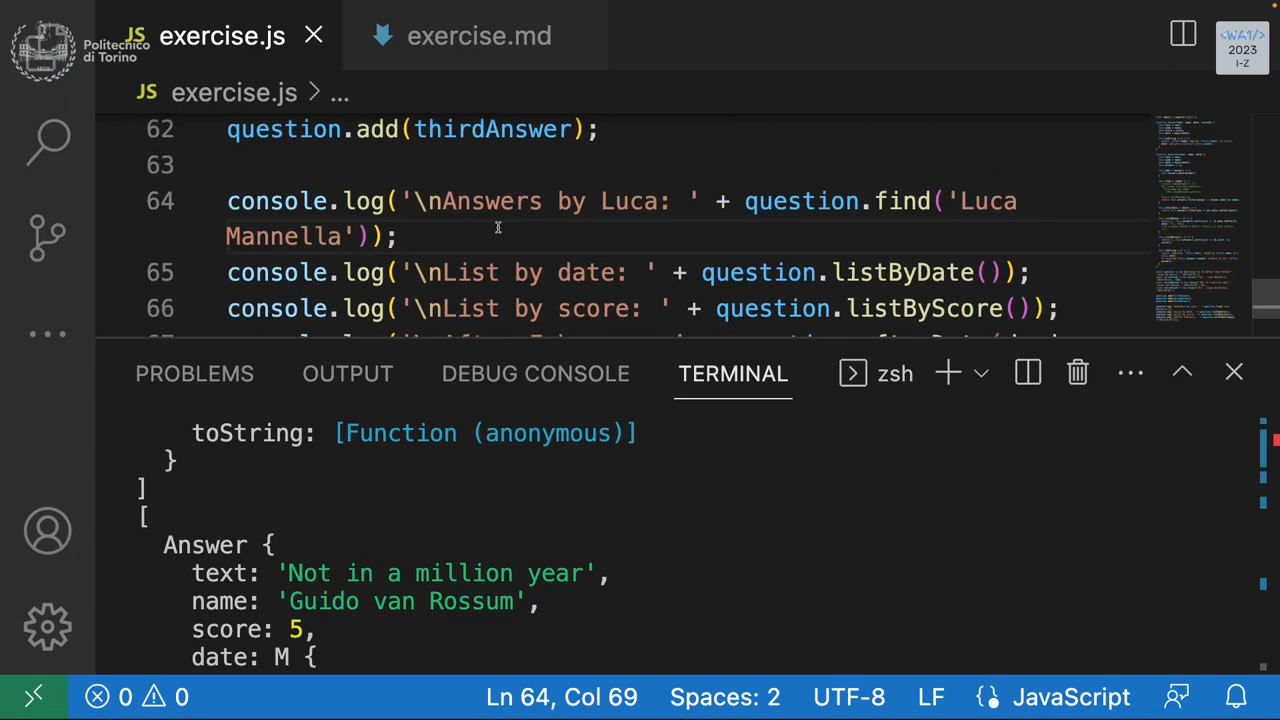 Politecnico
di Torino
JS exercise.js
exercise.md
<WA1/>
2023
I-Z
JS exercise.js > ...
62 question.add(thirdAnswer);
63
64 console.log('\nAnswers by Luca: ' + question.find('Luca
Mannella'));
65 console.log('\nList by date: ' + question.listByDate());
66 console.log('\nList by score: ' + question.listByScore());
PROBLEMS OUTPUT DEBUG CONSOLE TERMINAL zsh
toString: [Function (anonymous)]
}
]
[
Answer {
text: 'Not in a million year',
name: 'Guido van Rossum',
score: 5,
date: M {
0 0 Ln 64, Col 69 Spaces: 2 UTF-8 LF JavaScript